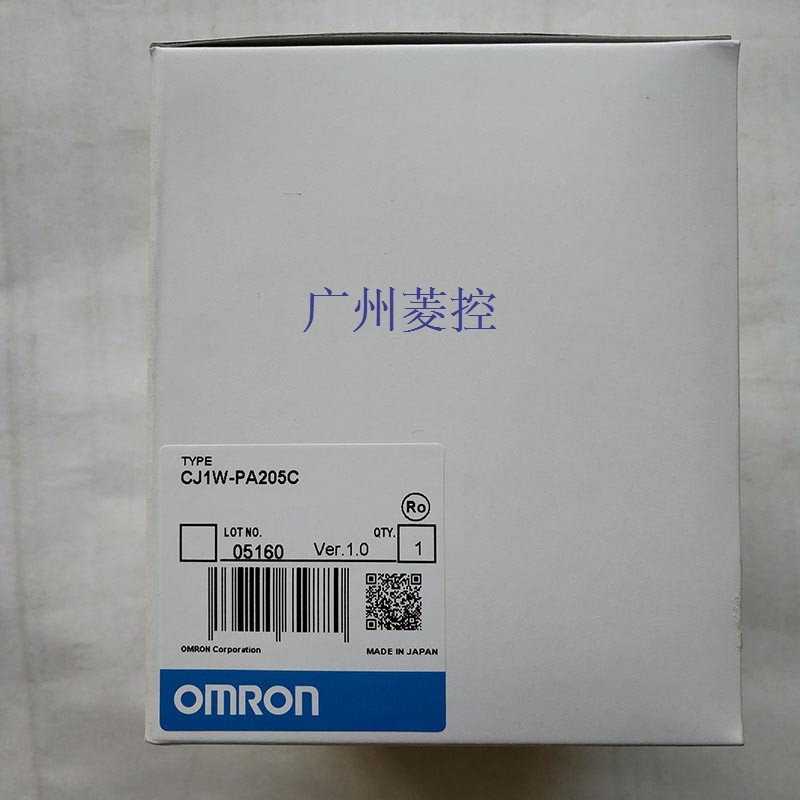 广州菱控
TYPE
CJ1W-PA205C
Ro
LOT NO.
QTY.
05160 Ver.1.0 1
OMRON Corporation
MADE IN JAPAN
OMRON